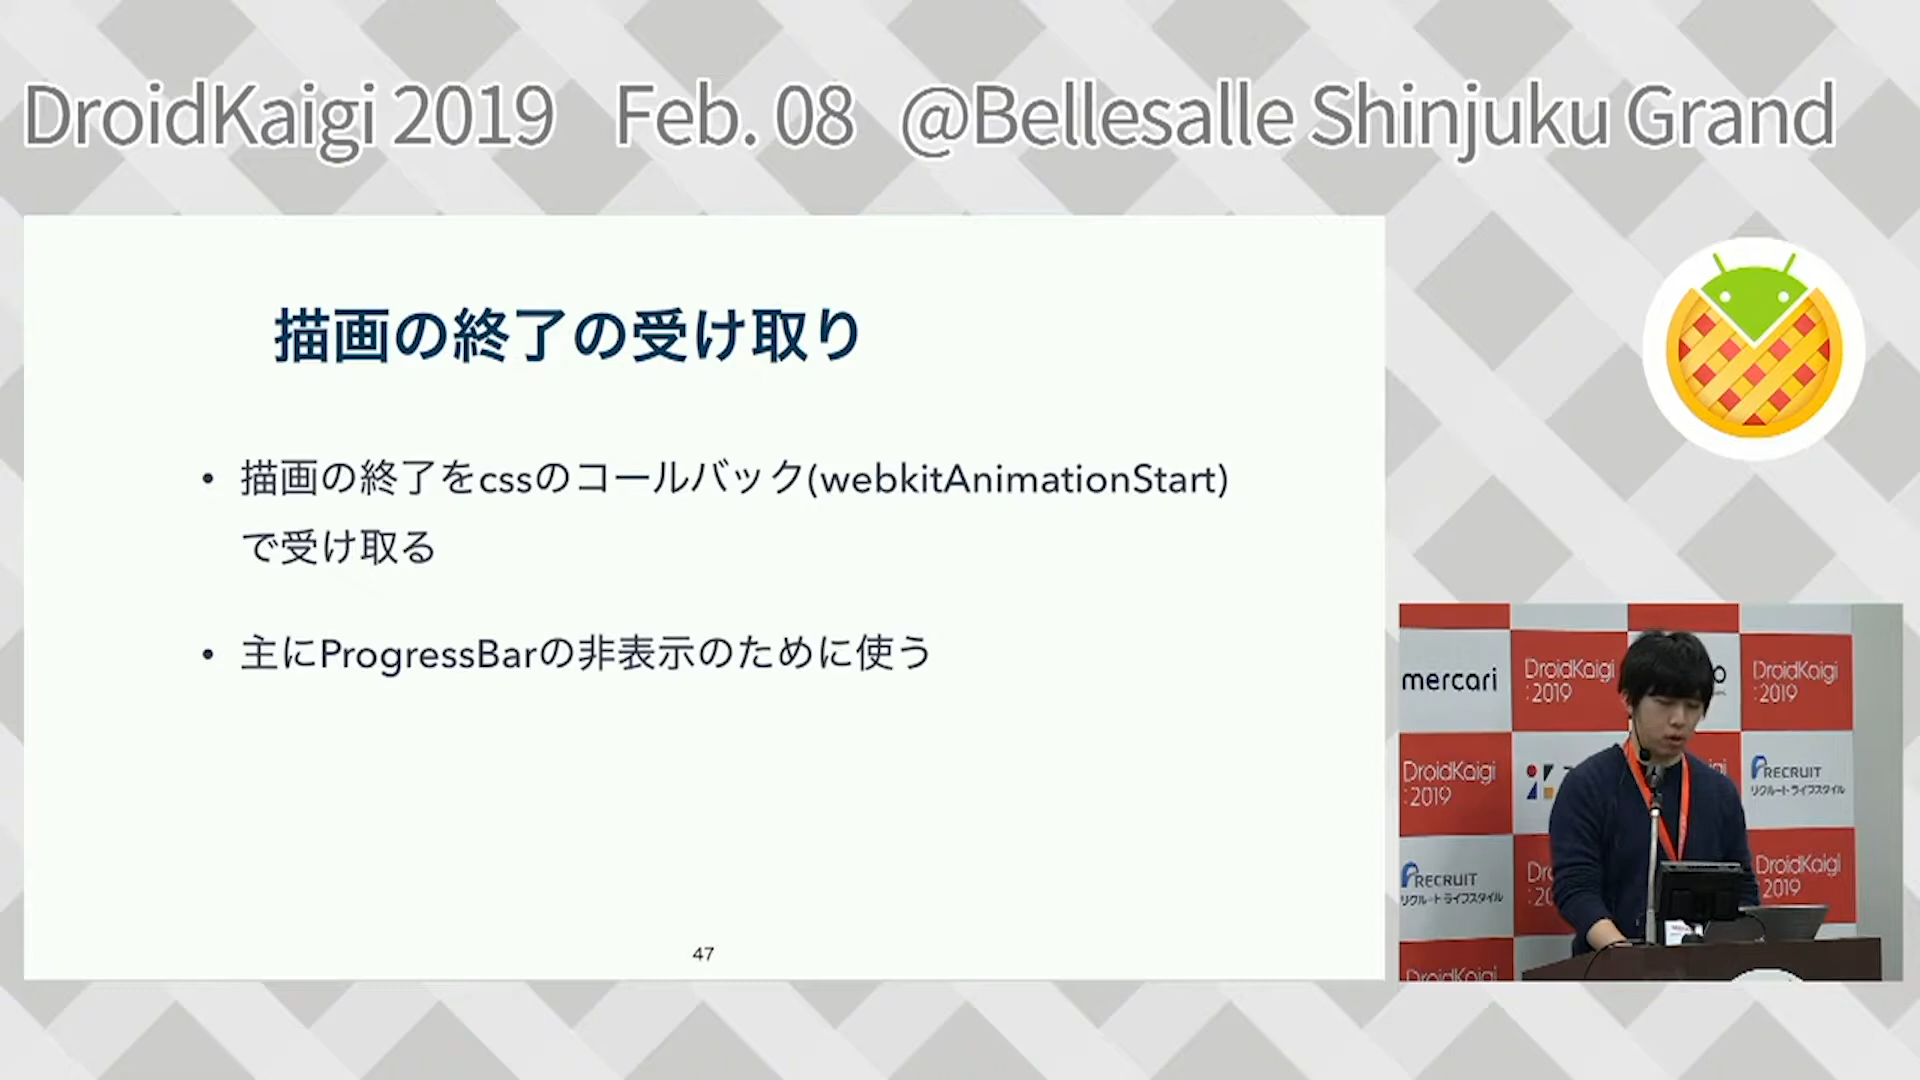 DroidKaigi 2019 Feb. 08 @Bellesalle Shinjuku Grand
描画の終了の受け取り
• 描画の終了をcssのコールバック(webkitAnimationStart)
で受け取る
• 主にProgressBarの非表示のために使う
47
mercari
DroidKaigi
:2019
DroidKaigi
:2019
DroidKaigi
:2019
RECRUIT
リクルートライフスタイル
RECRUIT
リクルートライフスタイル
DroidKaigi
:2019
DroidKaigi